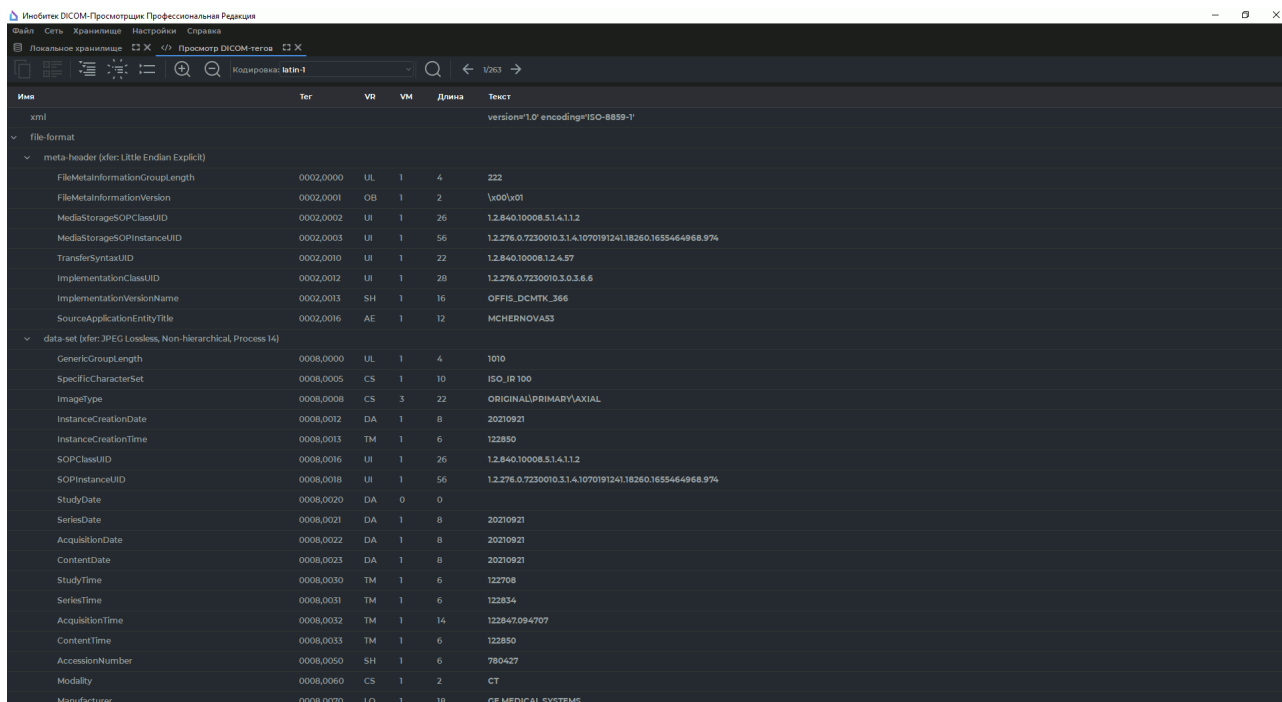 Инобитек DICOM-Просмотрщик Профессиональная Редакция
Файл Сеть Хранилище Настройки Справка
Локальное хранилище </> Просмотр DICOM-тегов
Кодировка: latin-1 1/263
Имя Тег VR VM Длина Текст
xml version='1.0' encoding='ISO-8859-1'
file-format
meta-header (xfer: Little Endian Explicit)
FileMetaInformationGroupLength 0002,0000 UL 1 4 222
FileMetaInformationVersion 0002,0001 OB 1 2 \x00\x01
MediaStorageSOPClassUID 0002,0002 UI 1 26 1.2.840.10008.5.1.4.1.1.2
MediaStorageSOPInstanceUID 0002,0003 UI 1 56 1.2.276.0.7230010.3.1.4.1070191241.18260.1655464968.974
TransferSyntaxUID 0002,0010 UI 1 22 1.2.840.10008.1.2.4.57
ImplementationClassUID 0002,0012 UI 1 28 1.2.276.0.7230010.3.0.3.6.6
ImplementationVersionName 0002,0013 SH 1 16 OFFIS_DCMTK_366
SourceApplicationEntityTitle 0002,0016 AE 1 12 MCHERNOVA53
data-set (xfer: JPEG Lossless, Non-hierarchical, Process 14)
GenericGroupLength 0008,0000 UL 1 4 1010
SpecificCharacterSet 0008,0005 CS 1 10 ISO_IR 100
ImageType 0008,0008 CS 3 22 ORIGINAL\PRIMARY\AXIAL
InstanceCreationDate 0008,0012 DA 1 8 20210921
InstanceCreationTime 0008,0013 TM 1 6 122850
SOPClassUID 0008,0016 UI 1 26 1.2.840.10008.5.1.4.1.1.2
SOPInstanceUID 0008,0018 UI 1 56 1.2.276.0.7230010.3.1.4.1070191241.18260.1655464968.974
StudyDate 0008,0020 DA 0 0
SeriesDate 0008,0021 DA 1 8 20210921
AcquisitionDate 0008,0022 DA 1 8 20210921
ContentDate 0008,0023 DA 1 8 20210921
StudyTime 0008,0030 TM 1 6 122708
SeriesTime 0008,0031 TM 1 6 122834
AcquisitionTime 0008,0032 TM 1 14 122847.094707
ContentTime 0008,0033 TM 1 6 122850
AccessionNumber 0008,0050 SH 1 6 780427
Modality 0008,0060 CS 1 2 CT
Manufacturer 0008,0070 LO 1 18 GE MEDICAL SYSTEMS